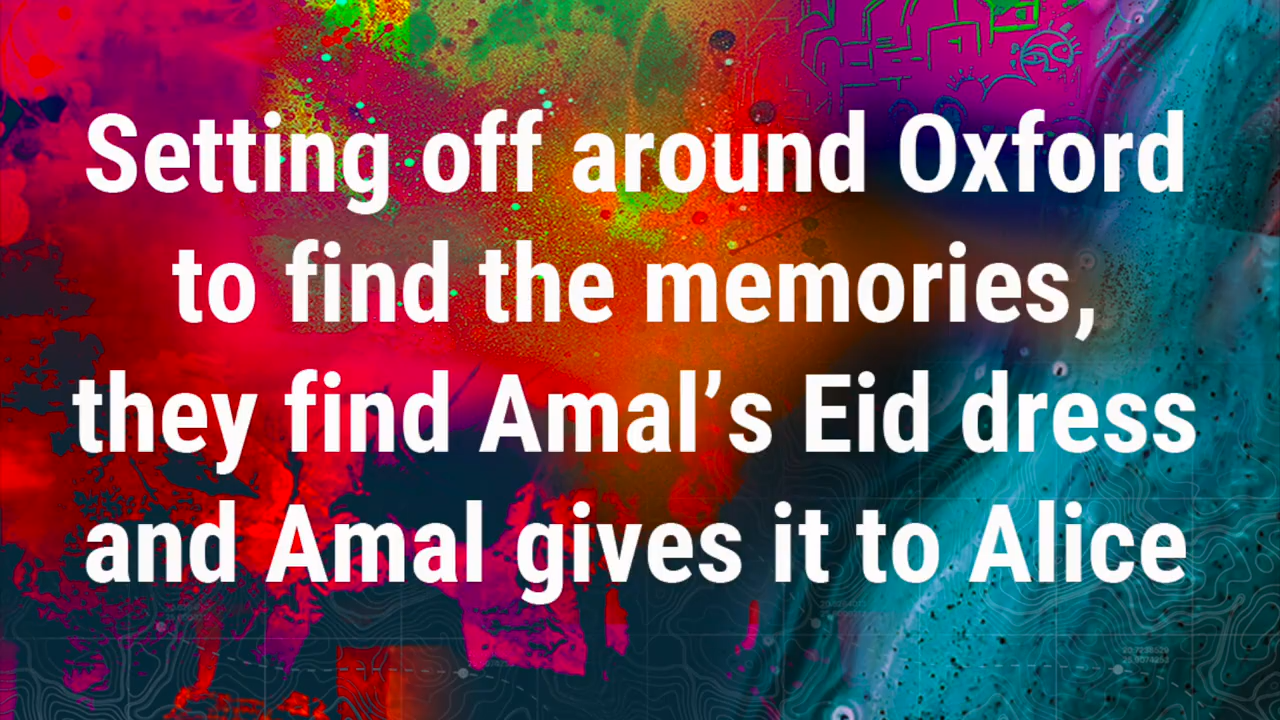 Setting off around Oxford
to find the memories,
they find Amal’s Eid dress
and Amal gives it to Alice